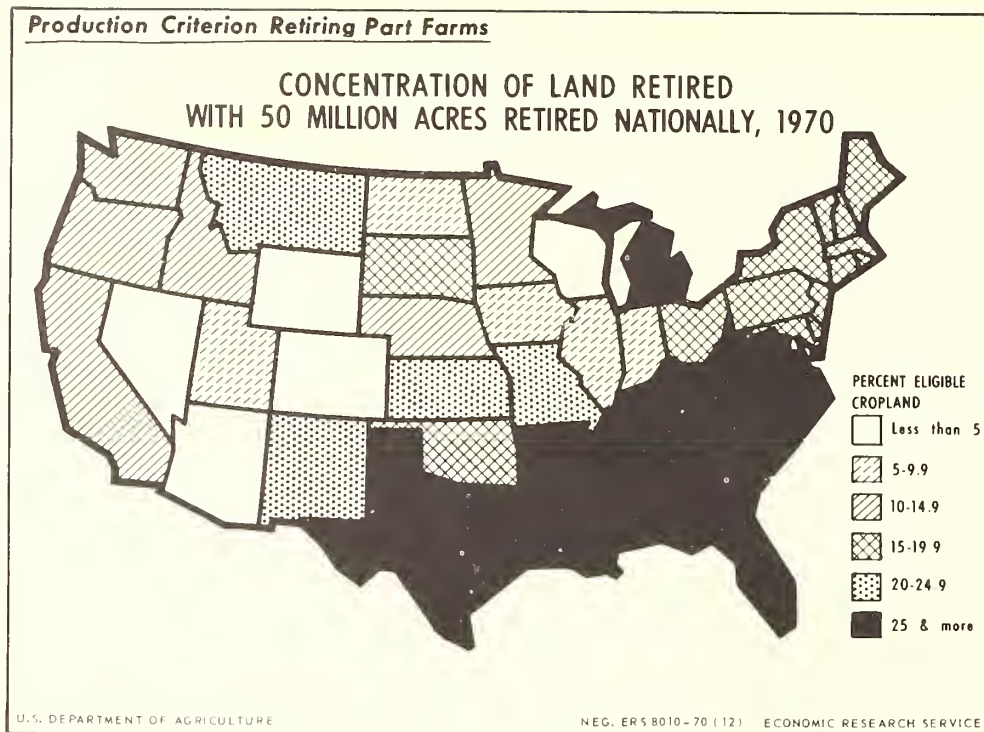 Production Criterion Retiring Part Farms
CONCENTRATION OF LAND RETIRED
WITH 50 MILLION ACRES RETIRED NATIONALLY, 1970
PERCENT ELIGIBLE
CROPLAND
Less than 5
5-9.9
10-14.9
15-19 9
20-24 9
25 & more
U.S. DEPARTMENT OF AGRICULTURE
NEG. ERS 8010-70 (12) ECONOMIC RESEARCH SERVICE